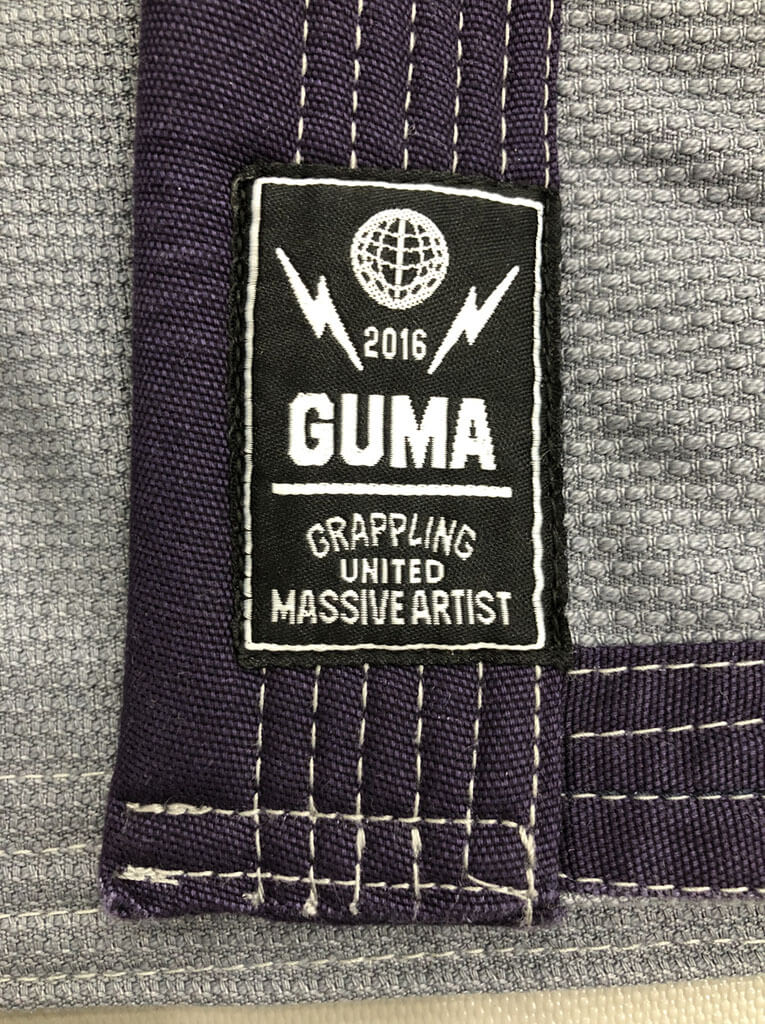 2016
GUMA
GRAPPLING
UNITED
MASSIVE ARTIST